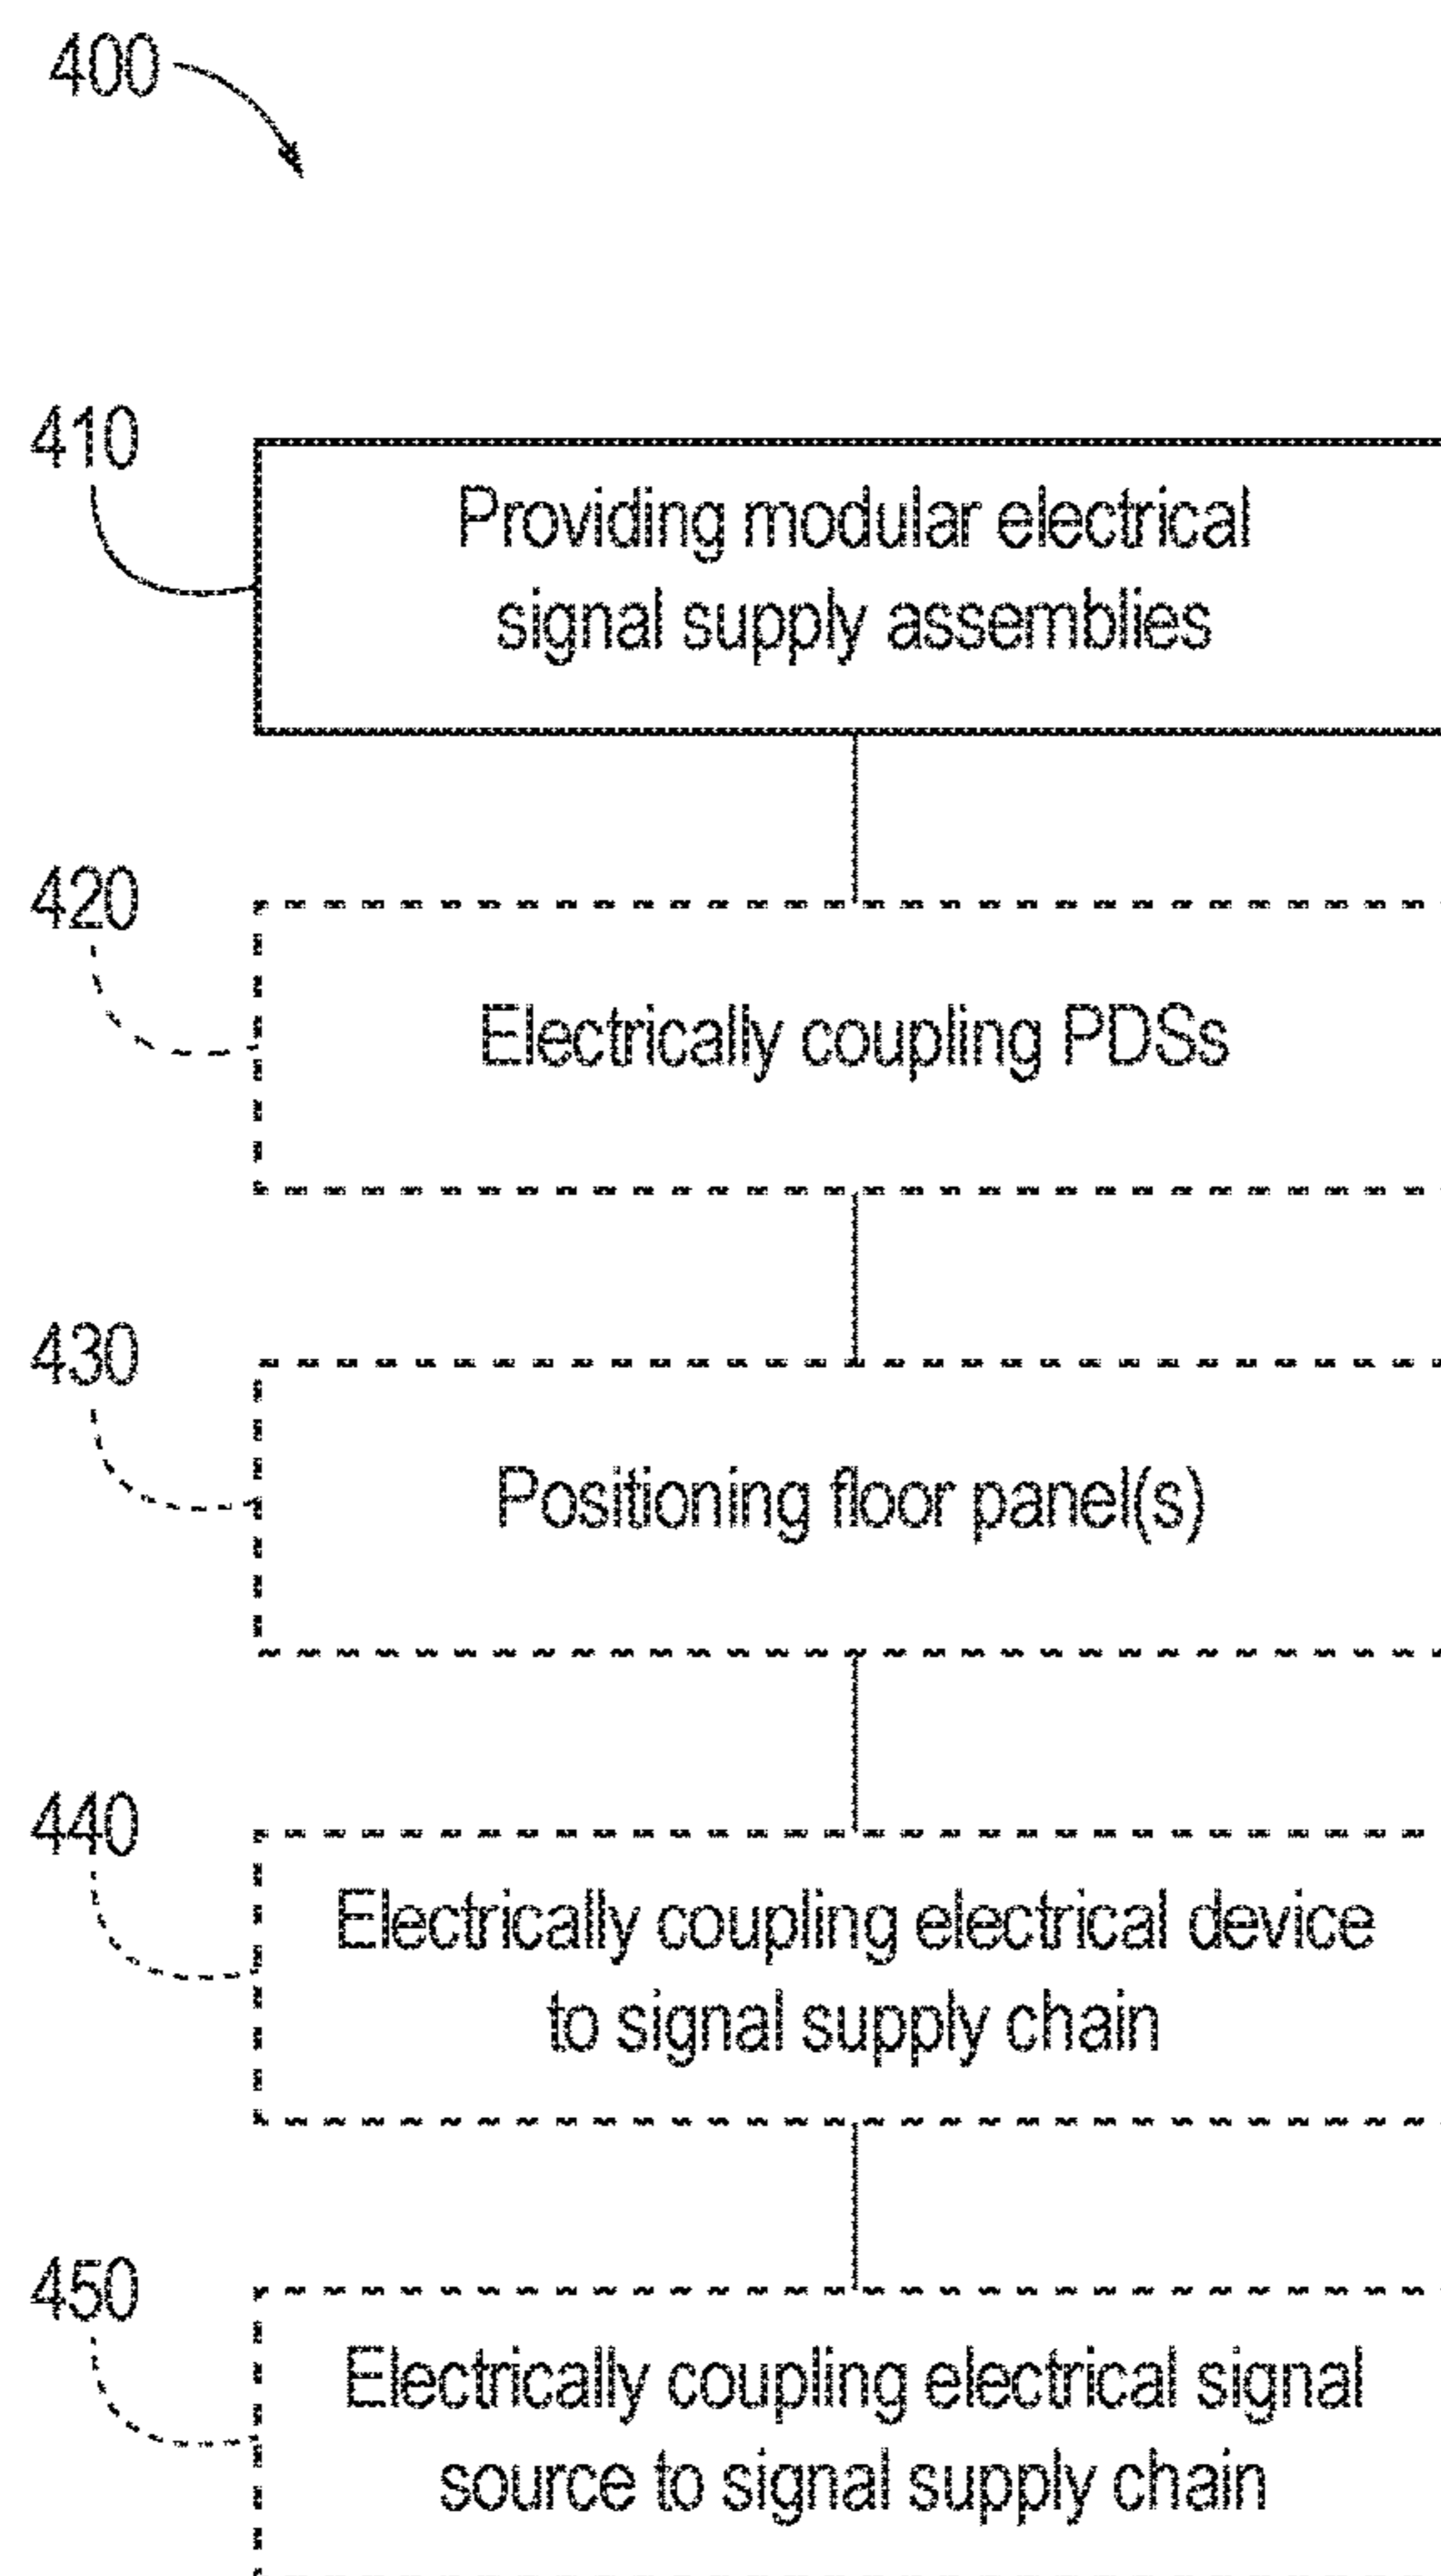 400
410
Providing modular electrical
signal supply assemblies
420
Electrically coupling PDSs
430
Positioning floor panel(s)
440
Electrically coupling electrical device
to signal supply chain
450
Electrically coupling electrical signal
source to signal supply chain